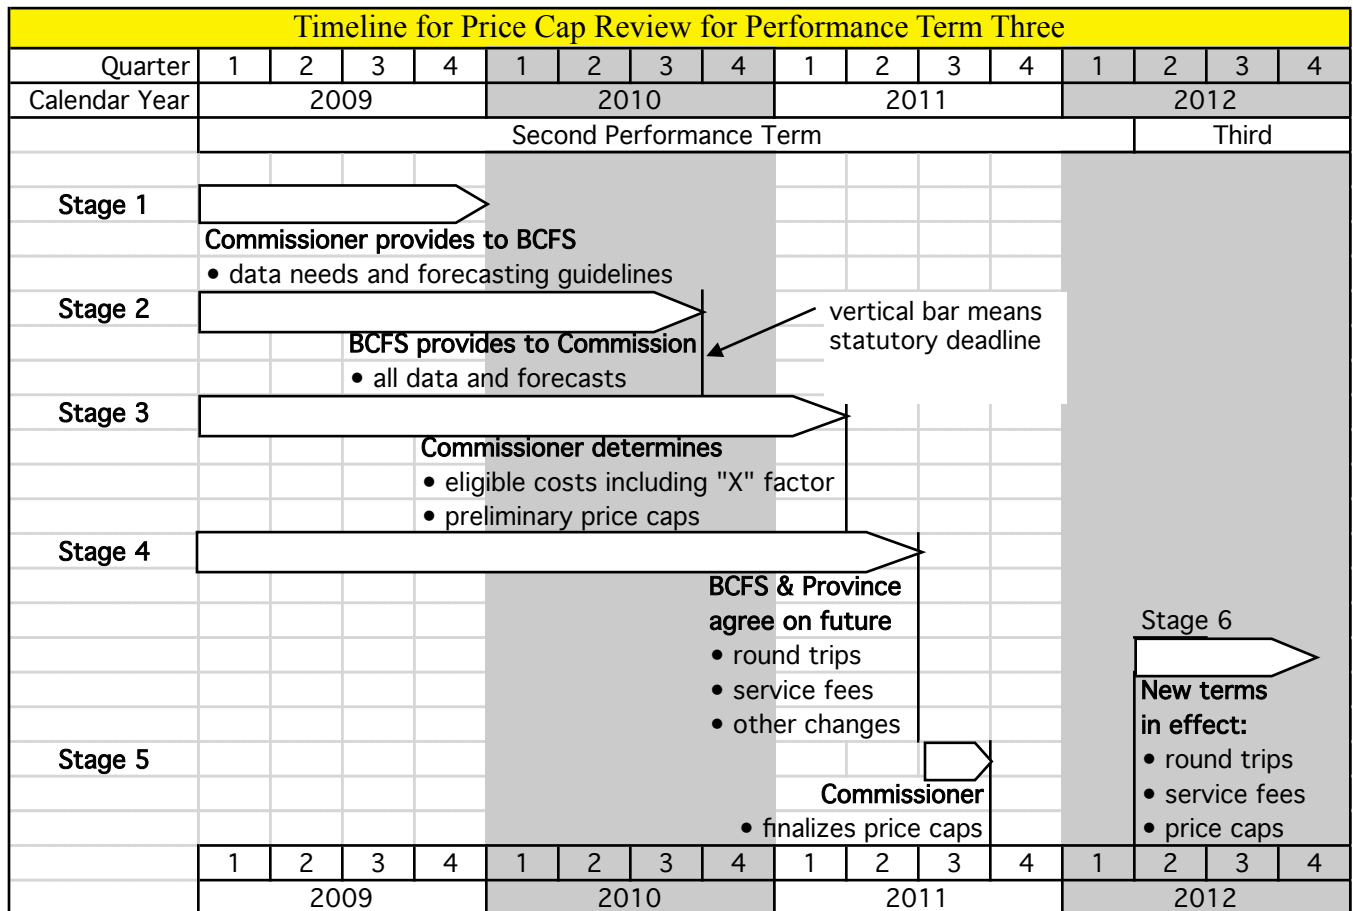 Timeline for Price Cap Review for Performance Term Three
Quarter 1 2 3 4 1 2 3 4 1 2 3 4 1 2 3 4
Calendar Year 2009 2010 2011 2012
Second Performance Term Third
Stage 1
Commissioner provides to BCFS
• data needs and forecasting guidelines
Stage 2
vertical bar means
statutory deadline
BCFS provides to Commission
• all data and forecasts
Stage 3
Commissioner determines
• eligible costs including "X" factor
• preliminary price caps
Stage 4
BCFS & Province
agree on future
• round trips
• service fees
• other changes
Stage 6
New terms
in effect:
• round trips
• service fees
• price caps
Stage 5
Commissioner
• finalizes price caps
1 2 3 4 1 2 3 4 1 2 3 4 1 2 3 4
2009 2010 2011 2012